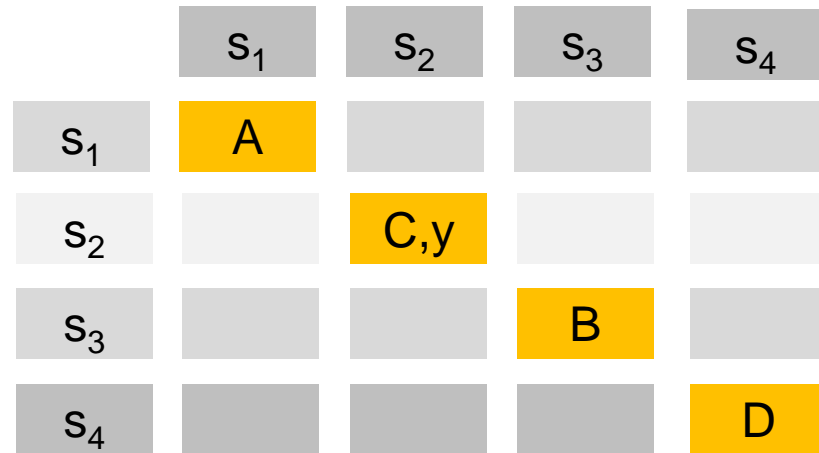 s₁ s₂ s₃ s₄
s₁ A
s₂ C,y
s₃ B
s₄ D